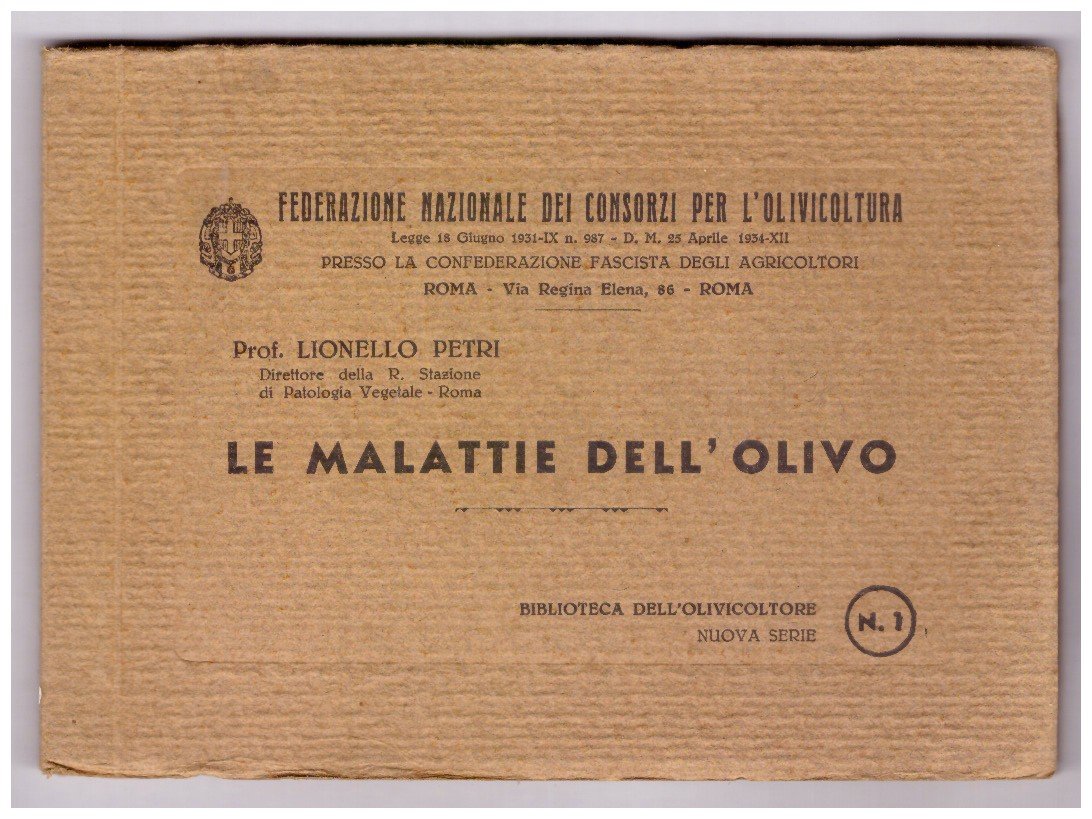 FEDERAZIONE NAZIONALE DEI CONSORZI PER L'OLIVICOLTURA
Legge 18 Giugno 1931-IX n. 987 - D. M. 25 Aprile 1934-XII
PRESSO LA CONFEDERAZIONE FASCISTA DEGLI AGRICOLTORI
ROMA - Via Regina Elena, 86 - ROMA
Prof. LIONELLO PETRI
Direttore della R. Stazione
di Patologia Vegetale - Roma
LE MALATTIE DELL'OLIVO
BIBLIOTECA DELL'OLIVICOLTORE
NUOVA SERIE
N. 1